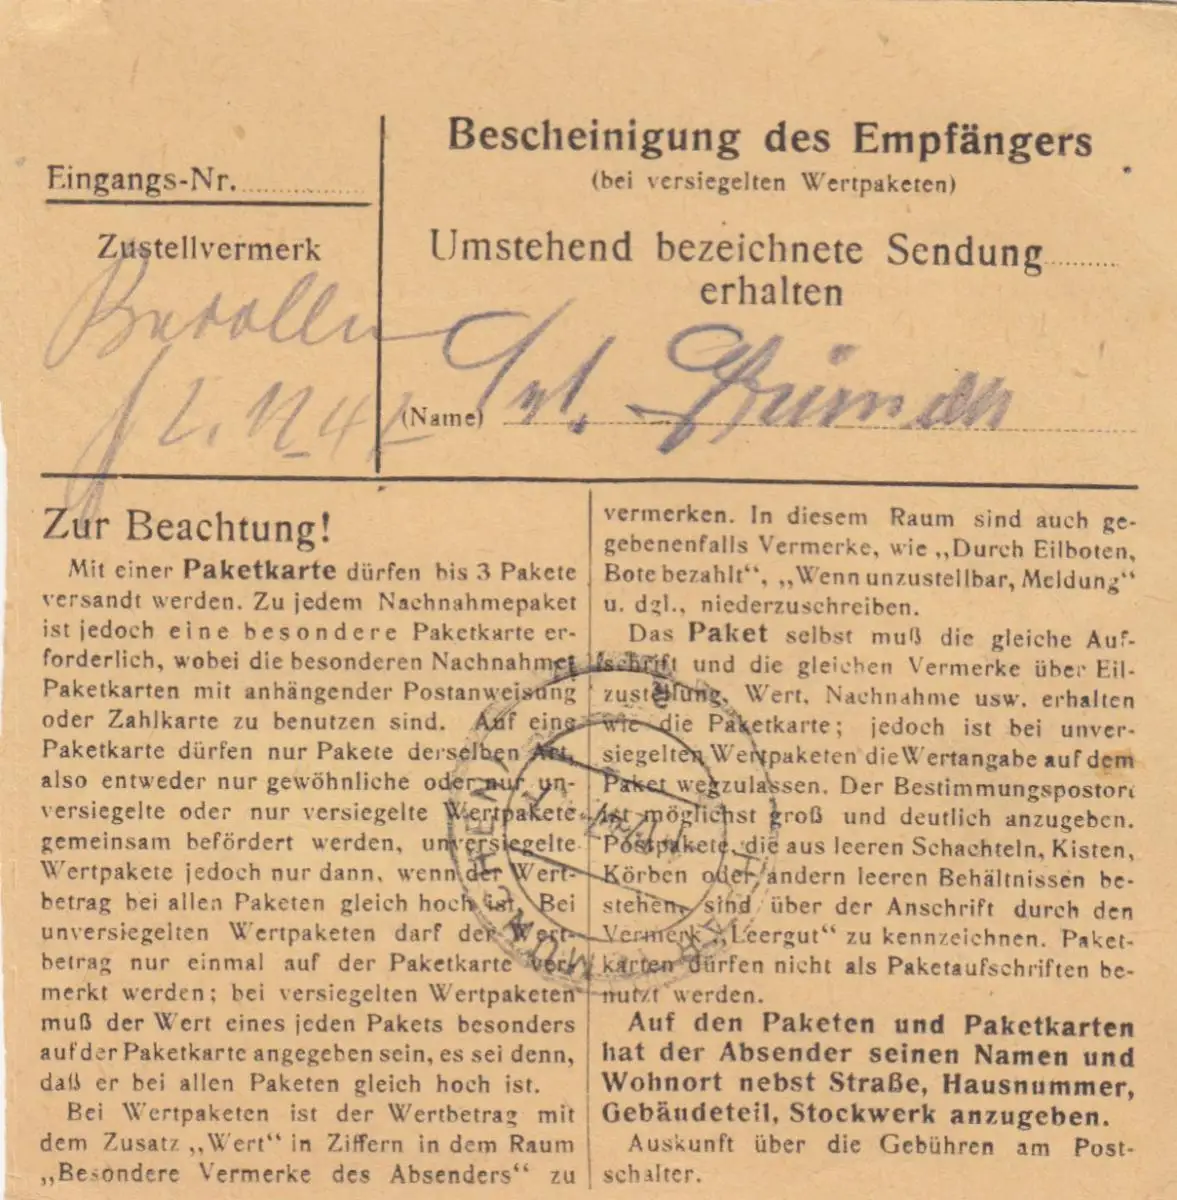 Eingangs-Nr.
Zustellvermerk
Bescheinigung des Empfängers
(bei versiegelten Wertpaketen)
Umstehend bezeichnete Sendung
erhalten
(Name)
Zur Beachtung!
Mit einer Paketkarte dürfen bis 3 Pakete
versandt werden. Zu jedem Nachnahmepaket
ist jedoch eine besondere Paketkarte er-
forderlich, wobei die besonderen Nachnahme-
Paketkarten mit anhängender Postanweisung
oder Zahlkarte zu benutzen sind. Auf eine
Paketkarte dürfen nur Pakete derselben Art,
also entweder nur gewöhnliche oder nur un-
versiegelte oder nur versiegelte Wertpakete
gemeinsam befördert werden, unversiegelte
Wertpakete jedoch nur dann, wenn der Wert-
betrag bei allen Paketen gleich hoch ist. Bei
unversiegelten Wertpaketen darf der Wert-
betrag nur einmal auf der Paketkarte ver-
merkt werden; bei versiegelten Wertpaketen
muß der Wert eines jeden Pakets besonders
auf der Paketkarte angegeben sein, es sei denn,
daß er bei allen Paketen gleich hoch ist.
Bei Wertpaketen ist der Wertbetrag mit
dem Zusatz „Wert" in Ziffern in dem Raum
„Besondere Vermerke des Absenders" zu
vermerken. In diesem Raum sind auch ge-
gebenenfalls Vermerke, wie „Durch Eilboten,
Bote bezahlt", „Wenn unzustellbar, Meldung"
u. dgl., niederzuschreiben.
Das Paket selbst muß die gleiche Auf-
schrift und die gleichen Vermerke über Eil-
zustellung, Wert, Nachnahme usw. erhalten
wie die Paketkarte; jedoch ist bei unver-
siegelten Wertpaketen die Wertangabe auf dem
Paket wegzulassen. Der Bestimmungspostort
ist möglichst groß und deutlich anzugeben.
Postpakete, die aus leeren Schachteln, Kisten,
Körben oder andern leeren Behältnissen be-
stehen, sind über der Anschrift durch den
Vermerk „Leergut" zu kennzeichnen. Paket-
karten dürfen nicht als Paketaufschriften be-
nutzt werden.
Auf den Paketen und Paketkarten
hat der Absender seinen Namen und
Wohnort nebst Straße, Hausnummer,
Gebäudeteil, Stockwerk anzugeben.
Auskunft über die Gebühren am Post-
schalter.